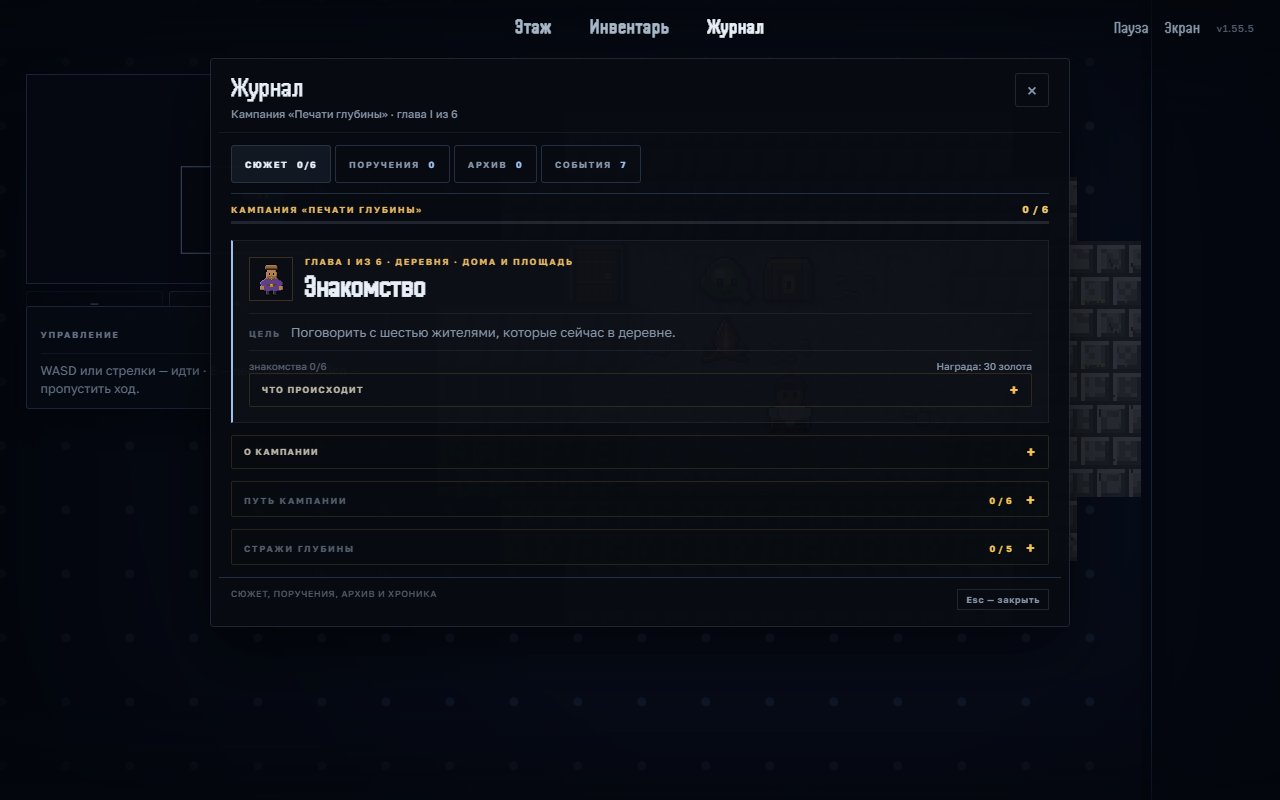 Этаж Инвентарь Журнал
Пауза Экран v1.55.5
Журнал
×
Кампания «Печати глубины» · глава I из 6
СЮЖЕТ 0/6 ПОРУЧЕНИЯ 0 АРХИВ 0 СОБЫТИЯ 7
КАМПАНИЯ «ПЕЧАТИ ГЛУБИНЫ» 0 / 6
ГЛАВА I ИЗ 6 · ДЕРЕВНЯ · ДОМА И ПЛОЩАДЬ
Знакомство
ЦЕЛЬ Поговорить с шестью жителями, которые сейчас в деревне.
знакомства 0/6 Награда: 30 золота
ЧТО ПРОИСХОДИТ +
О КАМПАНИИ +
ПУТЬ КАМПАНИИ 0/6 +
СТРАЖИ ГЛУБИНЫ 0/5 +
СЮЖЕТ, ПОРУЧЕНИЯ, АРХИВ И ХРОНИКА
Esc — закрыть
УПРАВЛЕНИЕ
WASD или стрелки — идти ·
пропустить ход.